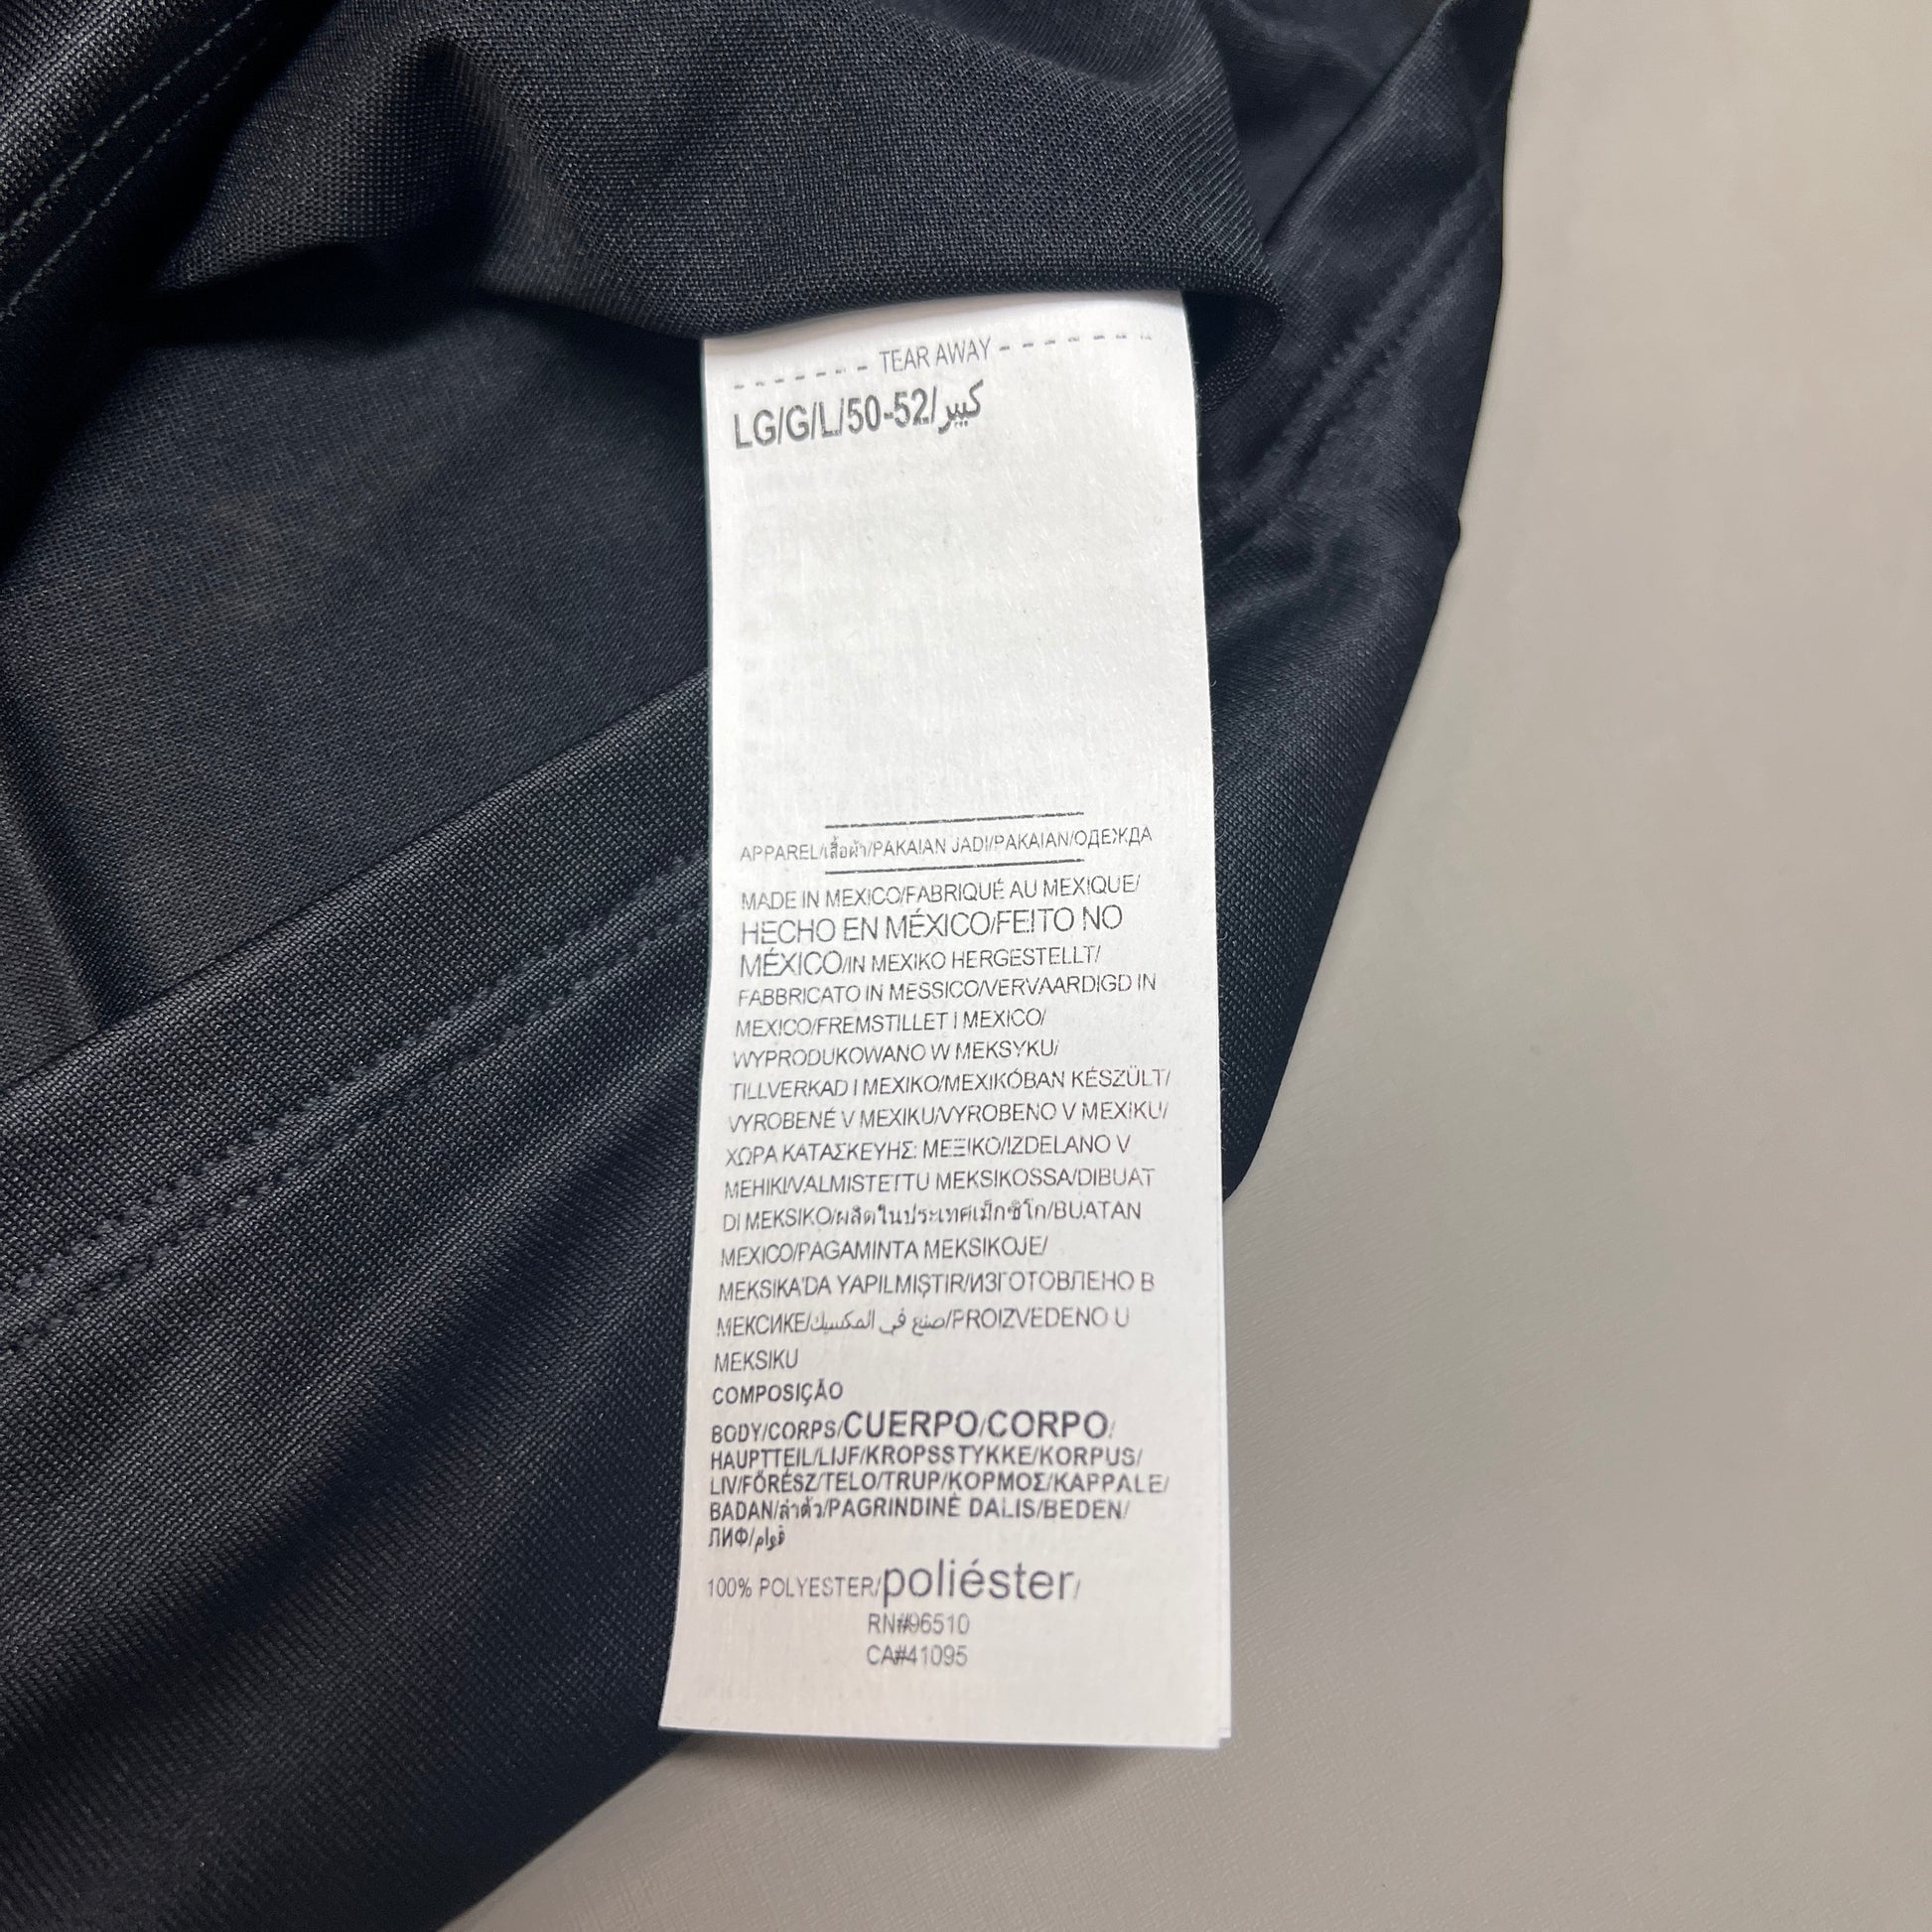 ------- TEAR AWAY -------
LG/G/L/50-52/كبير
APPAREL/เสื้อผ้า/PAKAIAN JADI/PAKAIAN/ОДЕЖДА
MADE IN MEXICO/FABRIQUÉ AU MEXIQUE/
HECHO EN MÉXICO/FEITO NO
MÉXICO/IN MEXIKO HERGESTELLT/
FABBRICATO IN MESSICO/VERVAARDIGD IN
MEXICO/FREMSTILLET I MEXICO/
WYPRODUKOWANO W MEKSYKU/
TILLVERKAD I MEXIKO/MEXIKÓBAN KÉSZÜLT/
VYROBENÉ V MEXIKU/VYROBENO V MEXIKU/
ΧΩΡΑ ΚΑΤΑΣΚΕΥΗΣ: ΜΕΞΙΚΟ/IZDELANO V
MEHIKI/VALMISTETTU MEKSIKOSSA/DIBUAT
DI MEKSIKO/ผลิตในประเทศเม็กซิโก/BUATAN
MEXICO/PAGAMINTA MEKSIKOJE/
MEKSIKA'DA YAPILMIŞTIR/ИЗГОТОВЛЕНО В
МЕКСИКЕ/صنع في المكسيك/PROIZVEDENO U
MEKSIKU
COMPOSIÇÃO
BODY/CORPS/CUERPO/CORPO/
HAUPTTEIL/LIJF/KROPSSTYKKE/KORPUS/
LIV/FŐRÉSZ/TELO/TRUP/ΚΟΡΜΟΣ/KAPPALE/
BADAN/ลำตัว/PAGRINDINĖ DALIS/BEDEN/
ЛИФ/قوام
100% POLYESTER/poliéster/
RN#96510
CA#41095